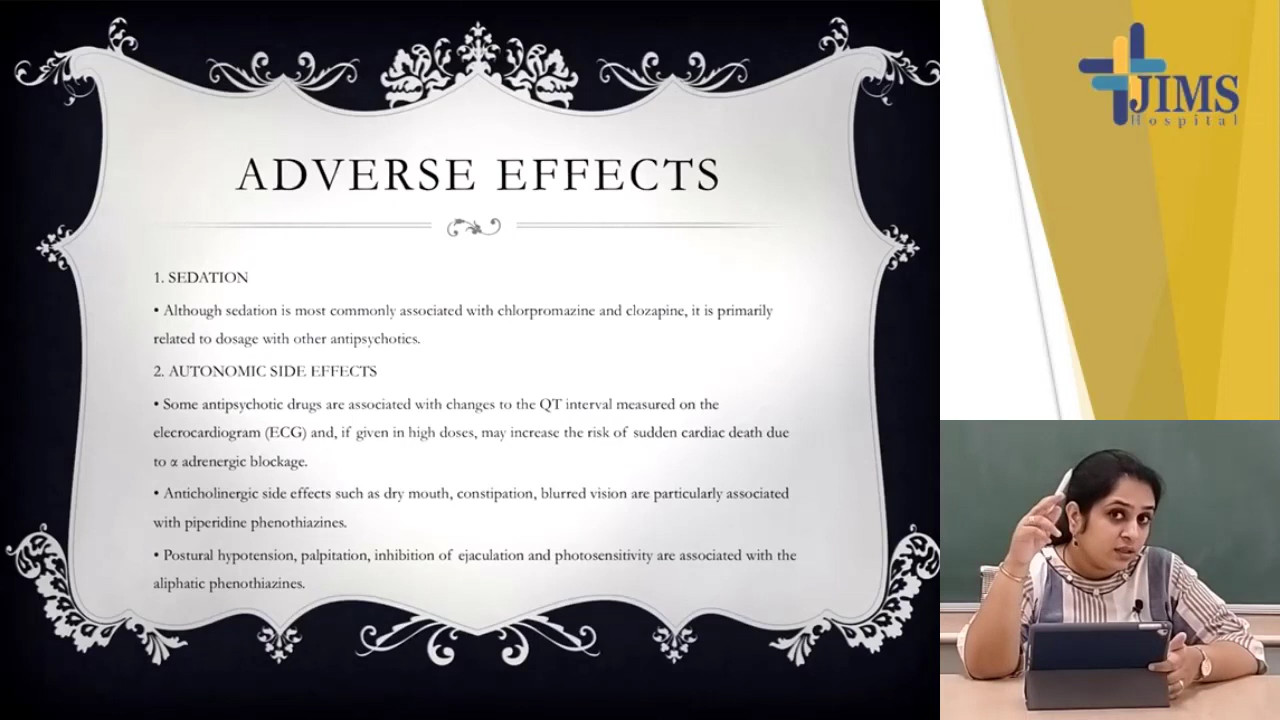 ADVERSE EFFECTS
1. SEDATION
• Although sedation is most commonly associated with chlorpromazine and clozapine, it is primarily
related to dosage with other antipsychotics.
2. AUTONOMIC SIDE EFFECTS
• Some antipsychotic drugs are associated with changes to the QT interval measured on the
elecrocardiogram (ECG) and, if given in high doses, may increase the risk of sudden cardiac death due
to α adrenergic blockage.
• Anticholinergic side effects such as dry mouth, constipation, blurred vision are particularly associated
with piperidine phenothiazines.
• Postural hypotension, palpitation, inhibition of ejaculation and photosensitivity are associated with the
aliphatic phenothiazines.
JIMS
Hospital